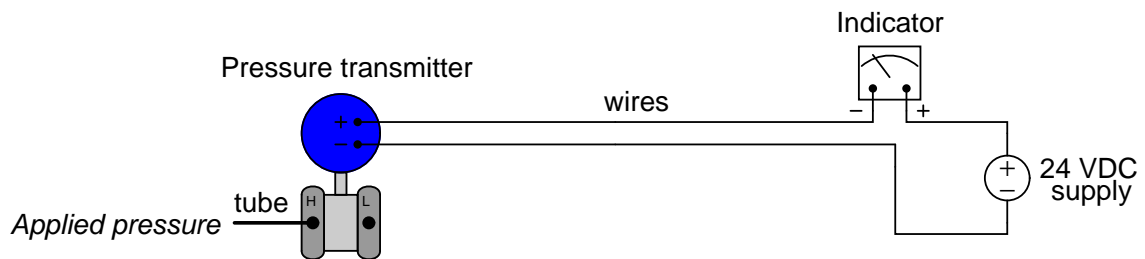 Indicator
Pressure transmitter
wires
− +
+
−
+
−
24 VDC
supply
H L
tube
Applied pressure